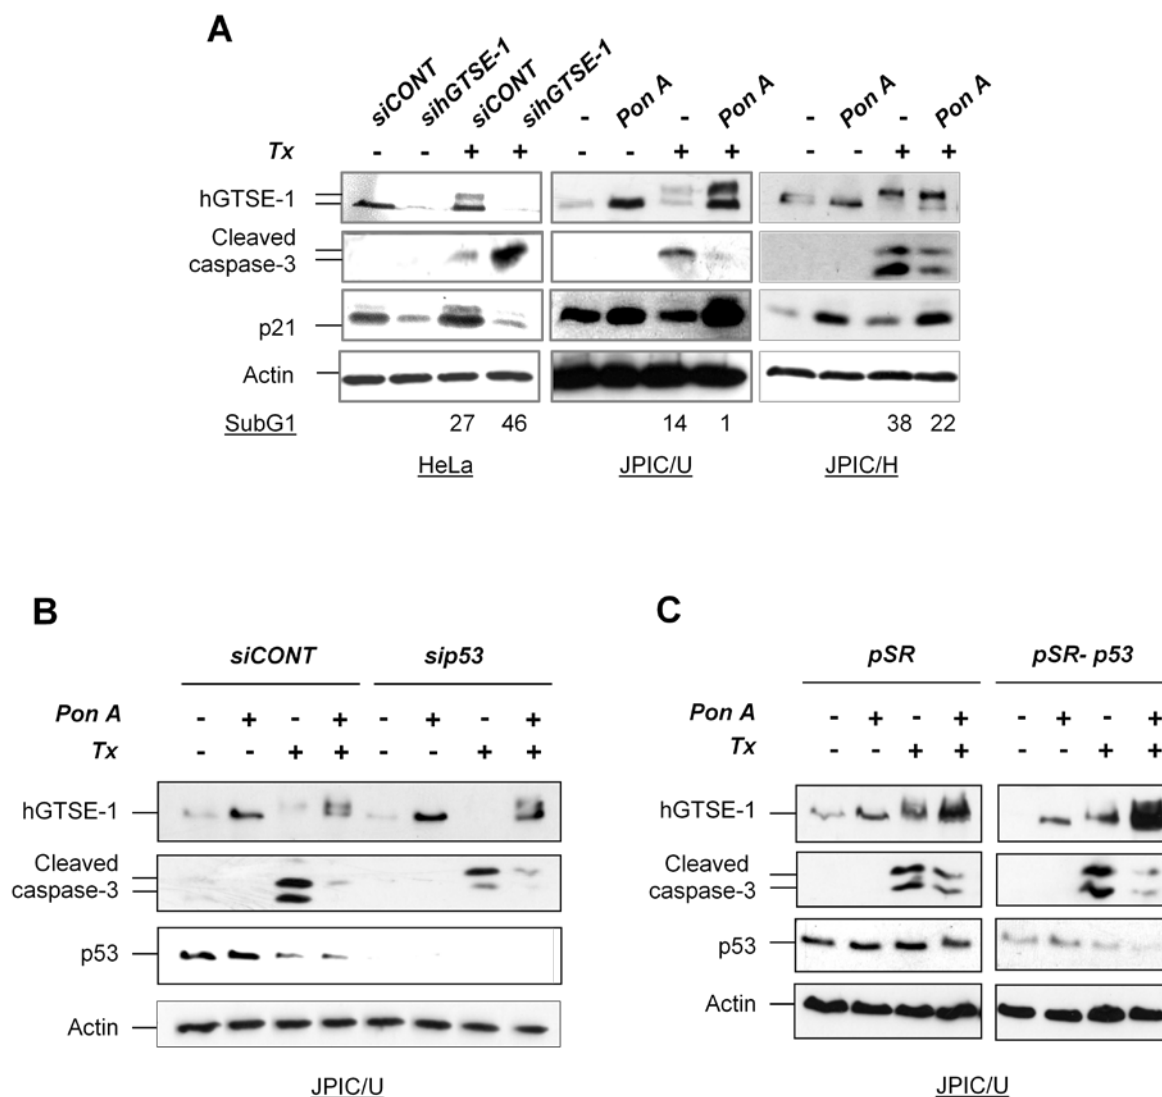 A
siCONT sihGTSE-1 siCONT sihGTSE-1 - Pon A - Pon A - Pon A - Pon A
Tx - - + + - - + + - - + +
hGTSE-1
Cleaved
caspase-3
p21
Actin
SubG1 27 46 14 1 38 22
HeLa JPIC/U JPIC/H
B
siCONT sip53
Pon A - + - + - + - +
Tx - - + + - - + +
hGTSE-1
Cleaved
caspase-3
p53
Actin
JPIC/U
C
pSR pSR- p53
Pon A - + - + - + - +
Tx - - + + - - + +
hGTSE-1
Cleaved
caspase-3
p53
Actin
JPIC/U